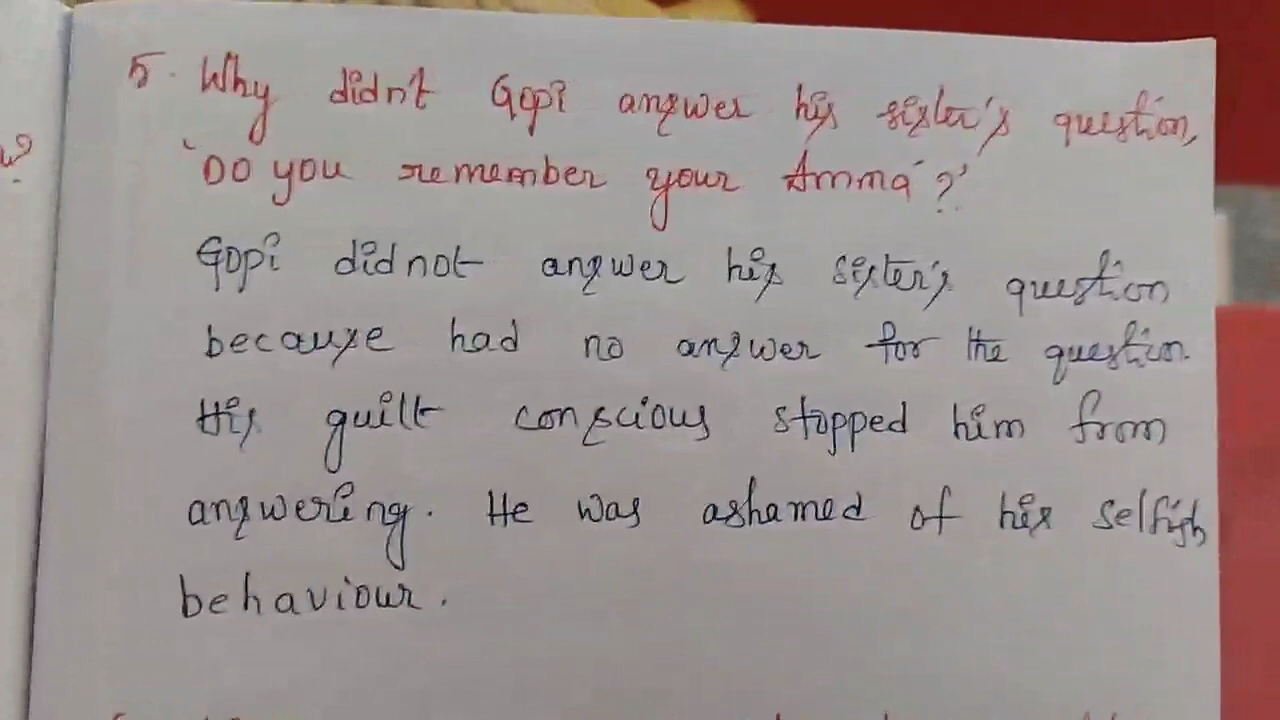 5. Why didn't Gopi answer his sister's question,
'Do you remember your Amma'?'
Gopi did not answer his sister's question
because had no answer for the question.
His guilt conscious stopped him from
answering. He was ashamed of his selfish
behaviour.